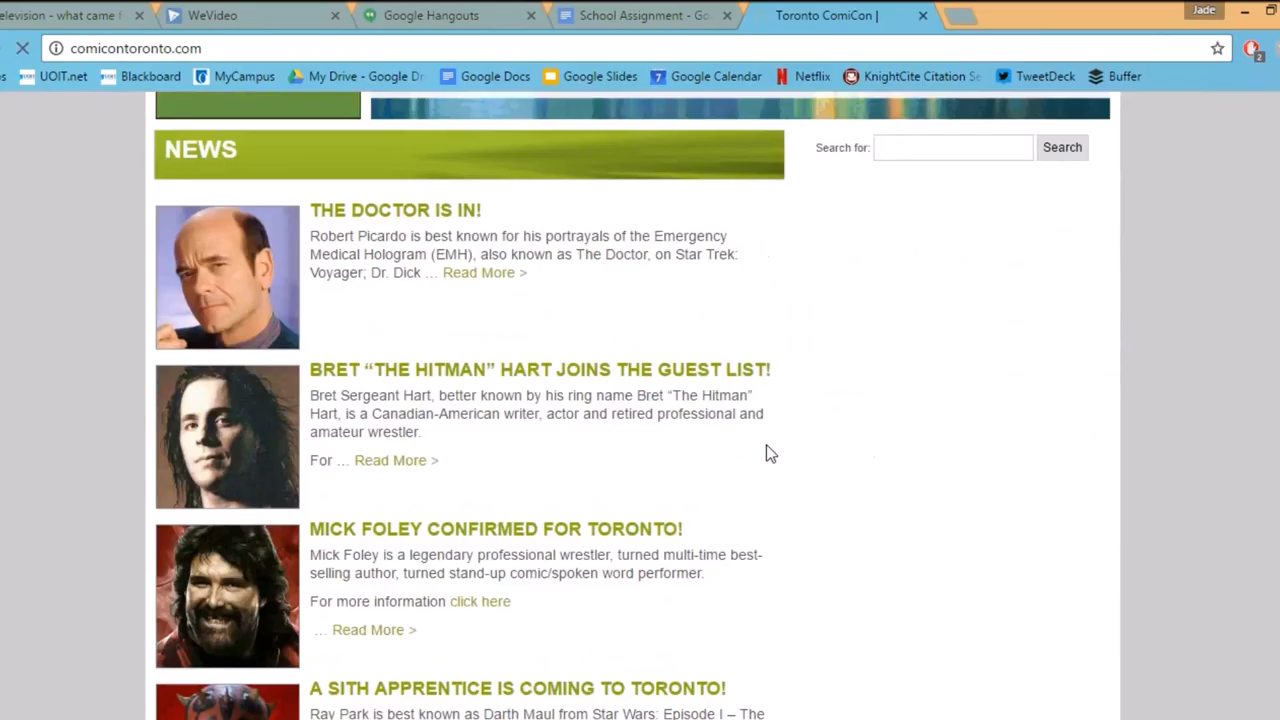 elevision - what came f
WeVideo
Google Hangouts
School Assignment - Go
Toronto ComiCon |
Jade
comicontoronto.com
UOIT.net
Blackboard
MyCampus
My Drive - Google Dr
Google Docs
Google Slides
7 Google Calendar
Netflix
KnightCite Citation Se
TweetDeck
Buffer
2
NEWS
Search for:
Search
THE DOCTOR IS IN!
Robert Picardo is best known for his portrayals of the Emergency
Medical Hologram (EMH), also known as The Doctor, on Star Trek:
Voyager; Dr. Dick … Read More >
BRET “THE HITMAN” HART JOINS THE GUEST LIST!
Bret Sergeant Hart, better known by his ring name Bret “The Hitman”
Hart, is a Canadian-American writer, actor and retired professional and
amateur wrestler.
For … Read More >
MICK FOLEY CONFIRMED FOR TORONTO!
Mick Foley is a legendary professional wrestler, turned multi-time best-
selling author, turned stand-up comic/spoken word performer.
For more information click here
… Read More >
A SITH APPRENTICE IS COMING TO TORONTO!
Ray Park is best known as Darth Maul from Star Wars: Episode I – The